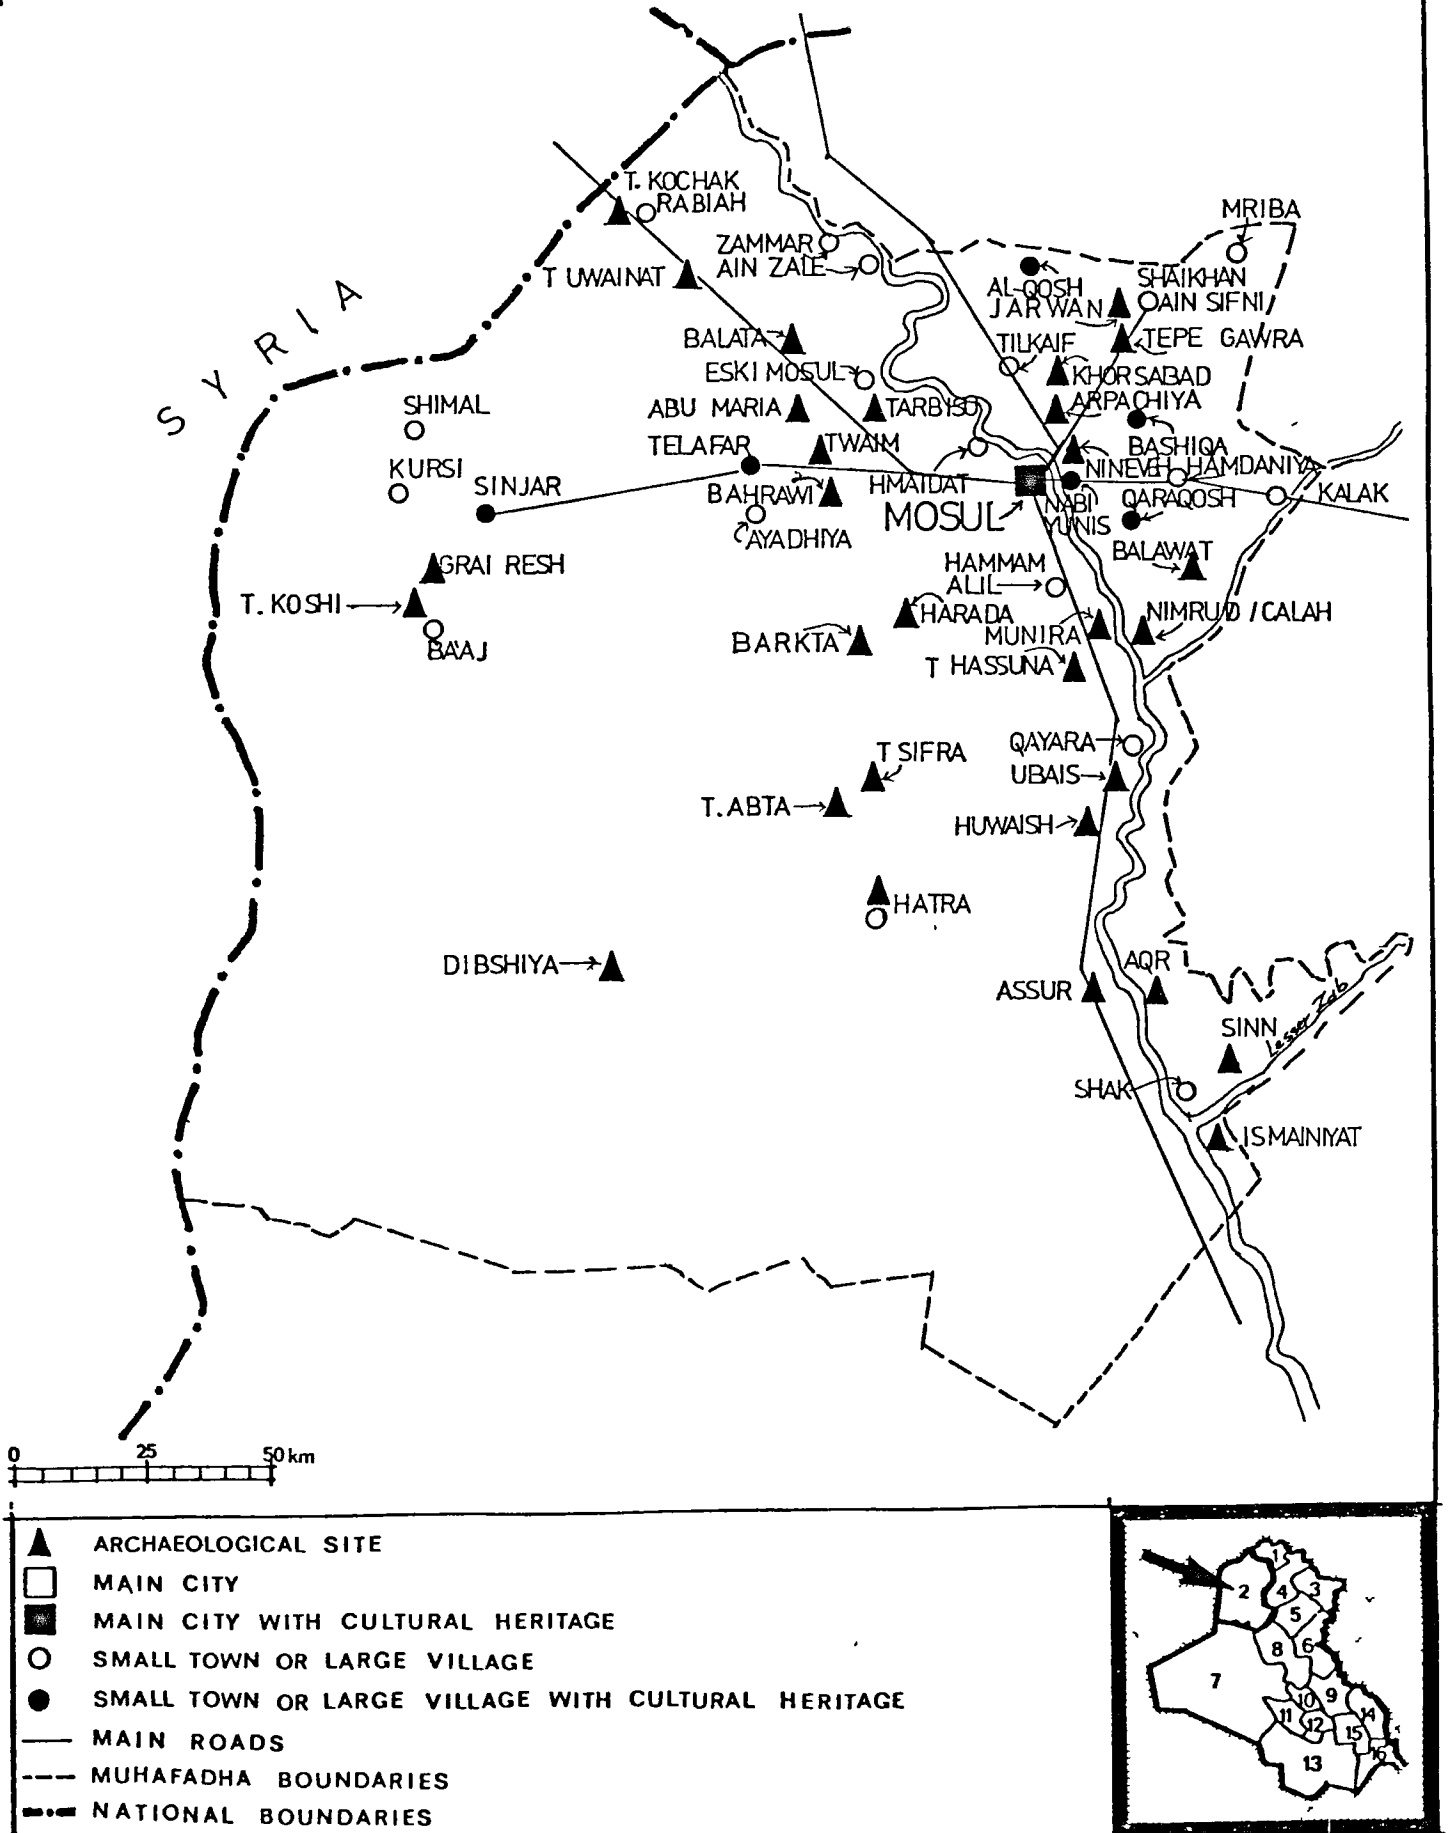 T. KOCHAK
RABIAH
MRIBA
ZAMMAR
AIN ZALE
T UWAINAT
SHAIKHAN
AL-QOSH
JARWAN
AIN SIFNI
SYRIA
BALATA
TILKAIF
TEPE GAWRA
ESKI MOSUL
KHORSABAD
SHIMAL
ABU MARIA
TARBISU
ARPACHIYA
TELAFAR
TWAIM
BASHIQA
KURSI
NINEVEH
HAMDANIYA
SINJAR
BAHRAWI
HMAIDAT
QARAQOSH
KALAK
MOSUL
NABI
YUNIS
AYADHIYA
BALAWAT
GRAI RESH
HAMMAM
ALIL
T. KOSHI
HARADA
NIMRUD / CALAH
BA'AJ
BARKTA
MUNIRA
T HASSUNA
QAYARA
T SIFRA
UBAIS
T. ABTA
HUWAISH
HATRA
DIBSHIYA
AQR
ASSUR
SINN
Lesser Zab
SHAK
ISMAINIYAT
0 25 50 km
ARCHAEOLOGICAL SITE
MAIN CITY
MAIN CITY WITH CULTURAL HERITAGE
SMALL TOWN OR LARGE VILLAGE
SMALL TOWN OR LARGE VILLAGE WITH CULTURAL HERITAGE
MAIN ROADS
MUHAFADHA BOUNDARIES
NATIONAL BOUNDARIES
1
2
4
3
5
8
6
7
9
10
11
12
14
15
16
13